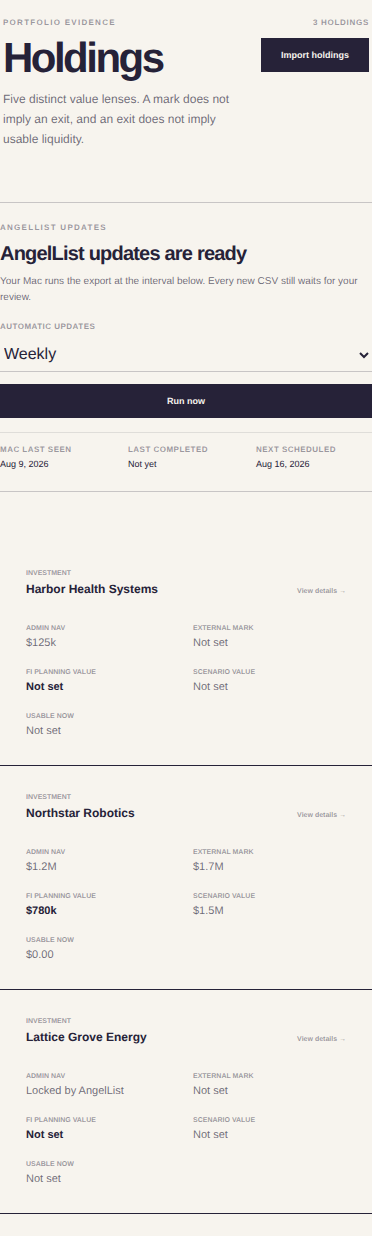 PORTFOLIO EVIDENCE
3 HOLDINGS
Holdings
Import holdings
Five distinct value lenses. A mark does not
imply an exit, and an exit does not imply
usable liquidity.
ANGELLIST UPDATES
AngelList updates are ready
Your Mac runs the export at the interval below. Every new CSV still waits for your
review.
AUTOMATIC UPDATES
Weekly
Run now
MAC LAST SEEN LAST COMPLETED NEXT SCHEDULED
Aug 9, 2026 Not yet Aug 16, 2026
INVESTMENT
Harbor Health Systems View details →
ADMIN NAV EXTERNAL MARK
$125k Not set
FI PLANNING VALUE SCENARIO VALUE
Not set Not set
USABLE NOW
Not set
INVESTMENT
Northstar Robotics View details →
ADMIN NAV EXTERNAL MARK
$1.2M $1.7M
FI PLANNING VALUE SCENARIO VALUE
$780k $1.5M
USABLE NOW
$0.00
INVESTMENT
Lattice Grove Energy View details →
ADMIN NAV EXTERNAL MARK
Locked by AngelList Not set
FI PLANNING VALUE SCENARIO VALUE
Not set Not set
USABLE NOW
Not set